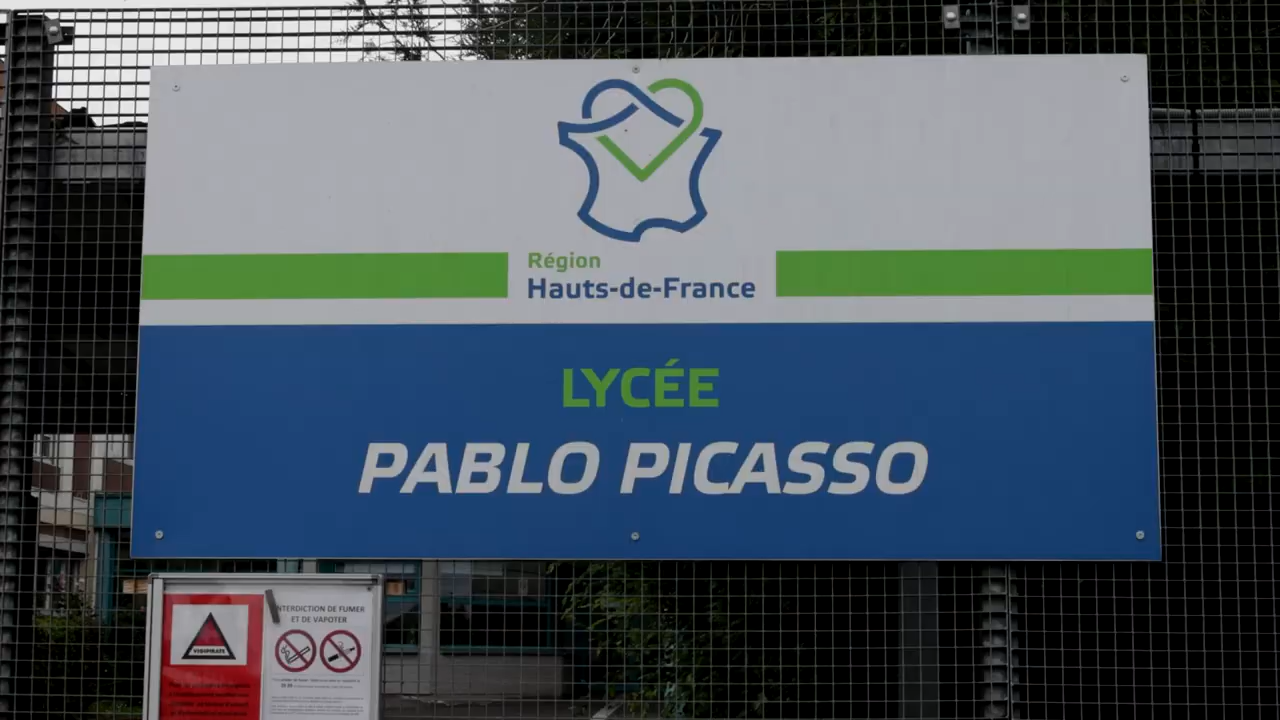 Région
Hauts-de-France
LYCÉE
PABLO PICASSO
VIGIPIRATE
INTERDICTION DE FUMER
ET DE VAPOTER